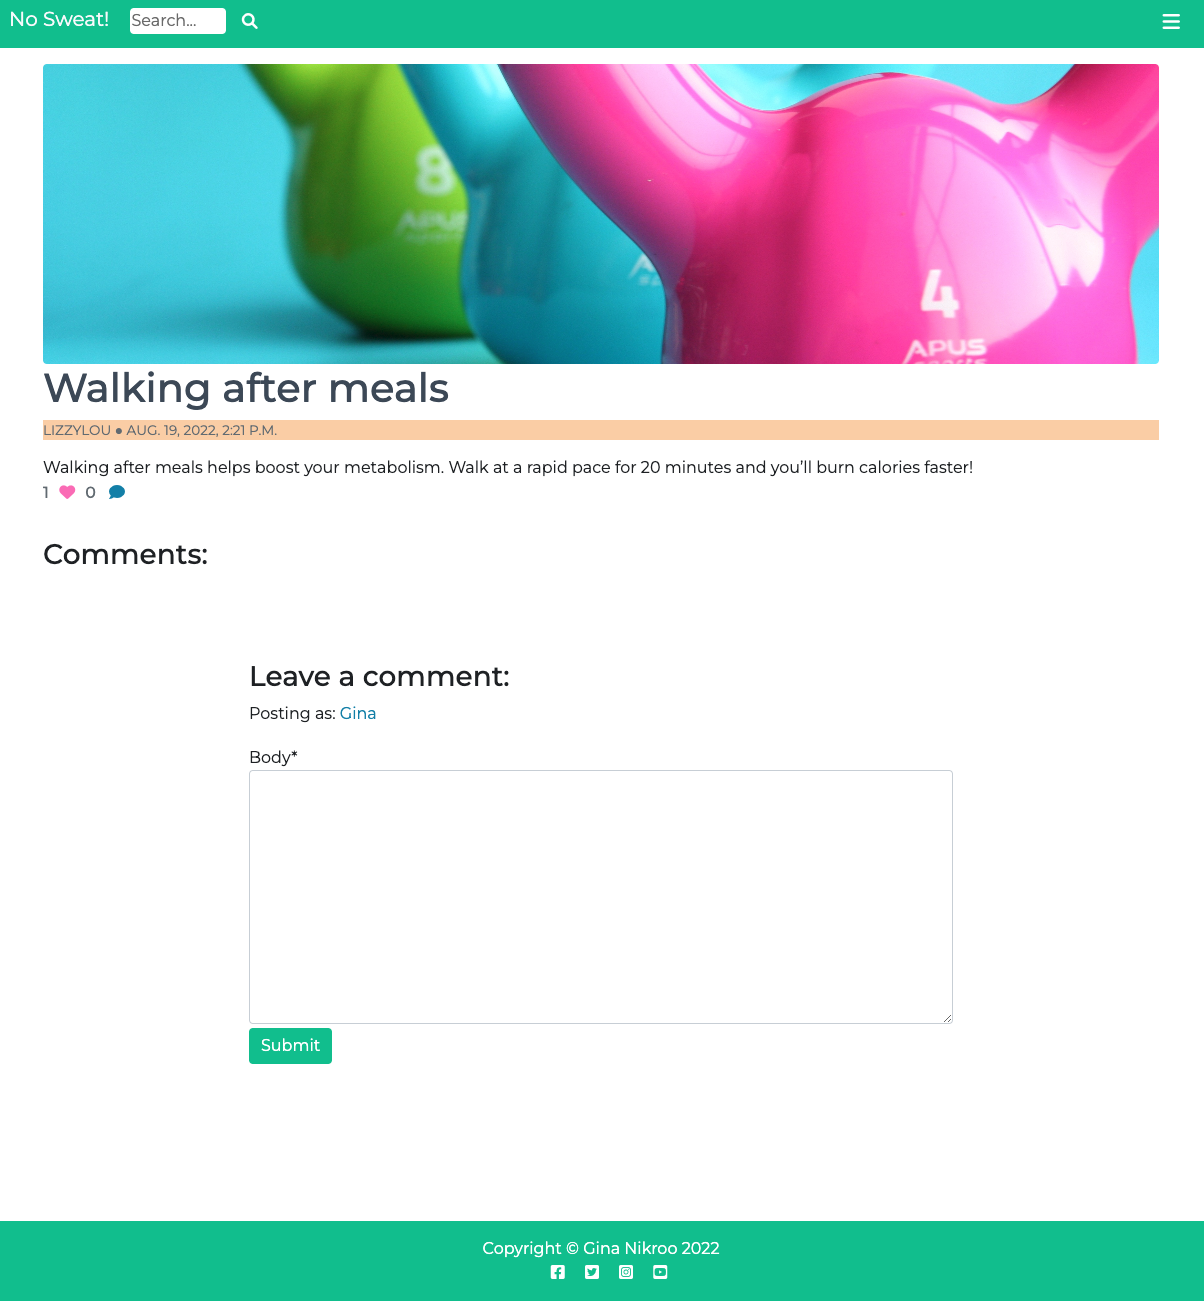 No Sweat! Search...
8
APUS
4
APUS
sports
Walking after meals
LIZZYLOU ● AUG. 19, 2022, 2:21 P.M.
Walking after meals helps boost your metabolism. Walk at a rapid pace for 20 minutes and you’ll burn calories faster!
1 0
Comments:
Leave a comment:
Posting as: Gina
Body*
Submit
Copyright © Gina Nikroo 2022